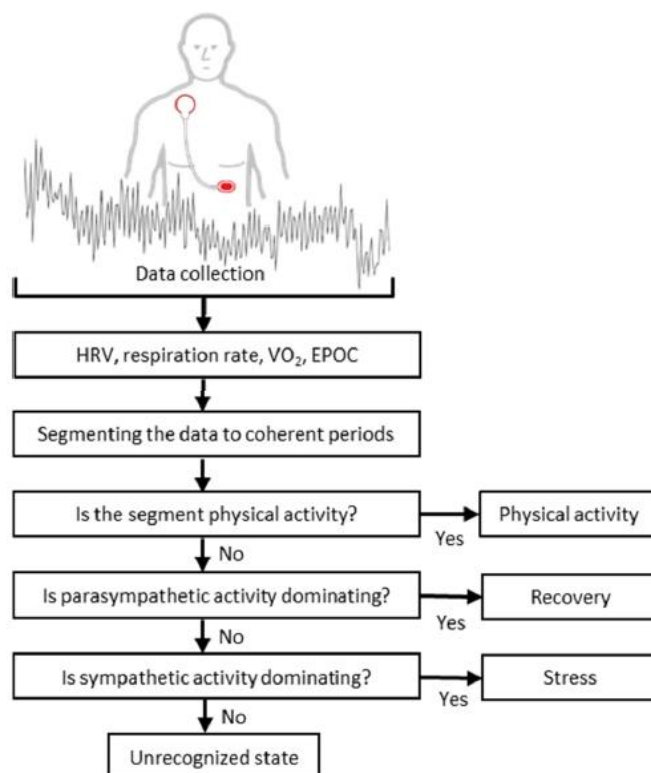 Data collection
HRV, respiration rate, VO₂, EPOC
Segmenting the data to coherent periods
Is the segment physical activity?
Yes
Physical activity
No
Is parasympathetic activity dominating?
Yes
Recovery
No
Is sympathetic activity dominating?
Yes
Stress
No
Unrecognized state